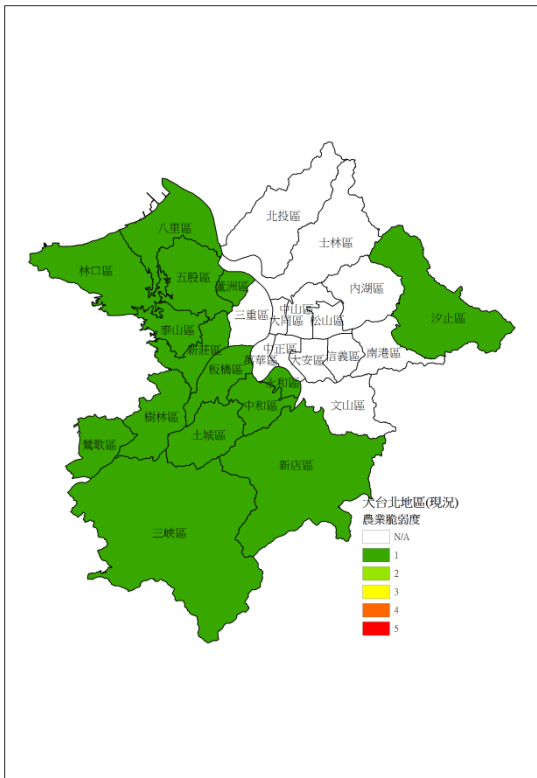 北投區
士林區
八里區
林口區
五股區
蘆洲區
內湖區
三重區
中山區
大同區
松山區
汐止區
泰山區
新莊區
中正區
萬華區
大安區
信義區
南港區
板橋區
永和區
中和區
文山區
樹林區
土城區
鶯歌區
新店區
三峽區
大台北地區(現況)
農業脆弱度
N/A
1
2
3
4
5